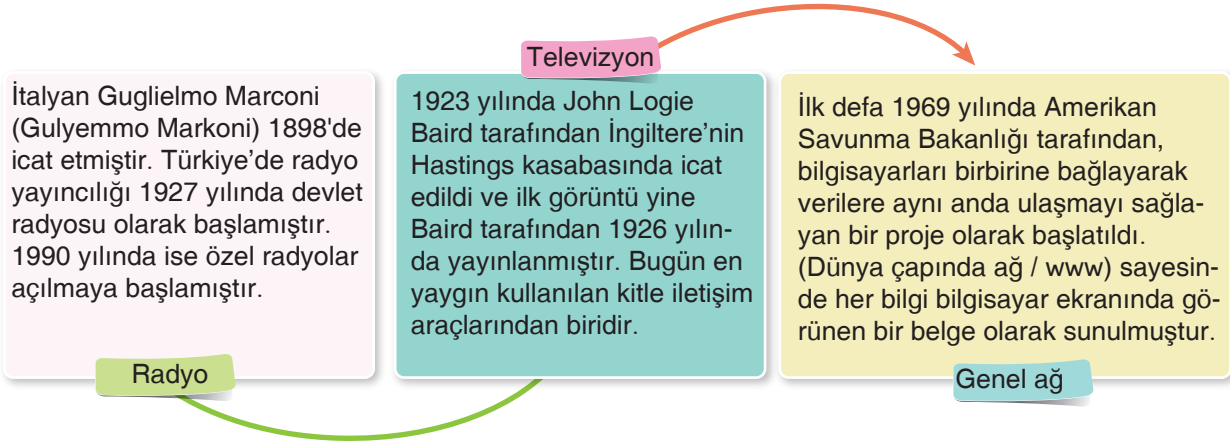 İtalyan Guglielmo Marconi
(Gulyemmo Markoni) 1898'de
icat etmiştir. Türkiye’de radyo
yayıncılığı 1927 yılında devlet
radyosu olarak başlamıştır.
1990 yılında ise özel radyolar
açılmaya başlamıştır.
Radyo
Televizyon
1923 yılında John Logie
Baird tarafından İngiltere’nin
Hastings kasabasında icat
edildi ve ilk görüntü yine
Baird tarafından 1926 yılın-
da yayınlanmıştır. Bugün en
yaygın kullanılan kitle iletişim
araçlarından biridir.
İlk defa 1969 yılında Amerikan
Savunma Bakanlığı tarafından,
bilgisayarları birbirine bağlayarak
verilere aynı anda ulaşmayı sağla-
yan bir proje olarak başlatıldı.
(Dünya çapında ağ / www) sayesin-
de her bilgi bilgisayar ekranında gö-
rünen bir belge olarak sunulmuştur.
Genel ağ